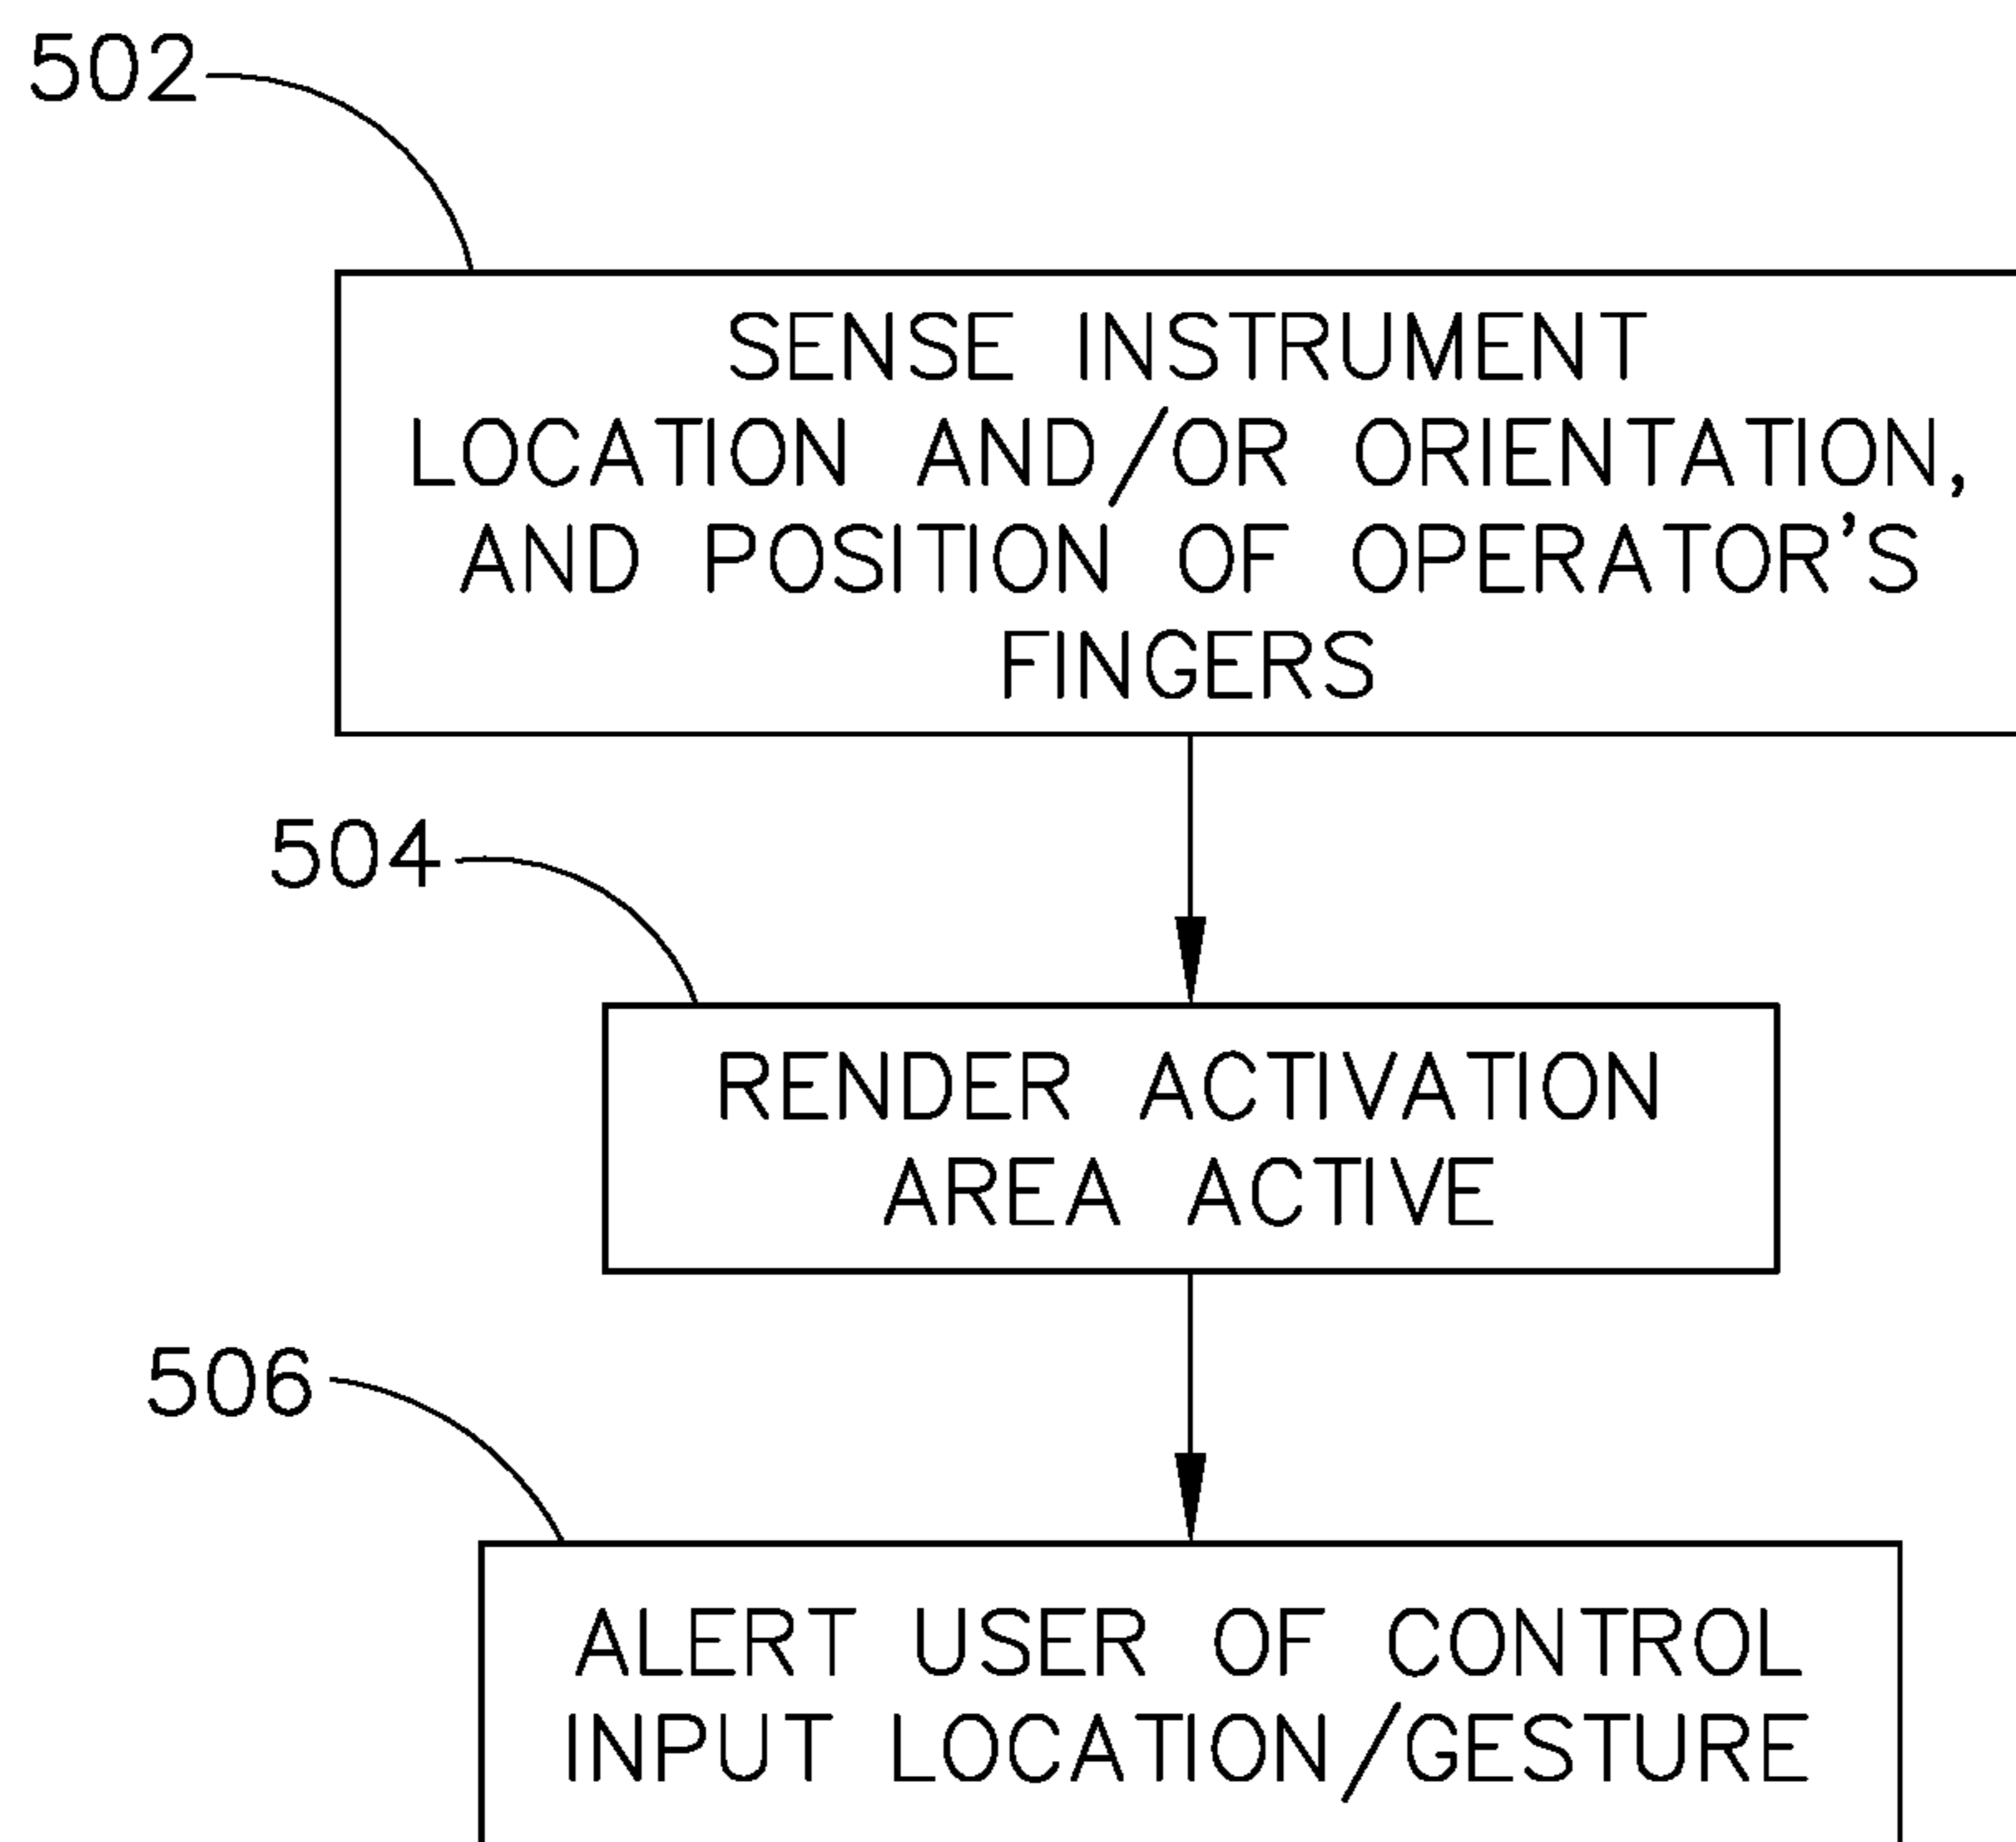 502
SENSE INSTRUMENT
LOCATION AND/OR ORIENTATION,
AND POSITION OF OPERATOR'S
FINGERS
504
RENDER ACTIVATION
AREA ACTIVE
506
ALERT USER OF CONTROL
INPUT LOCATION/GESTURE